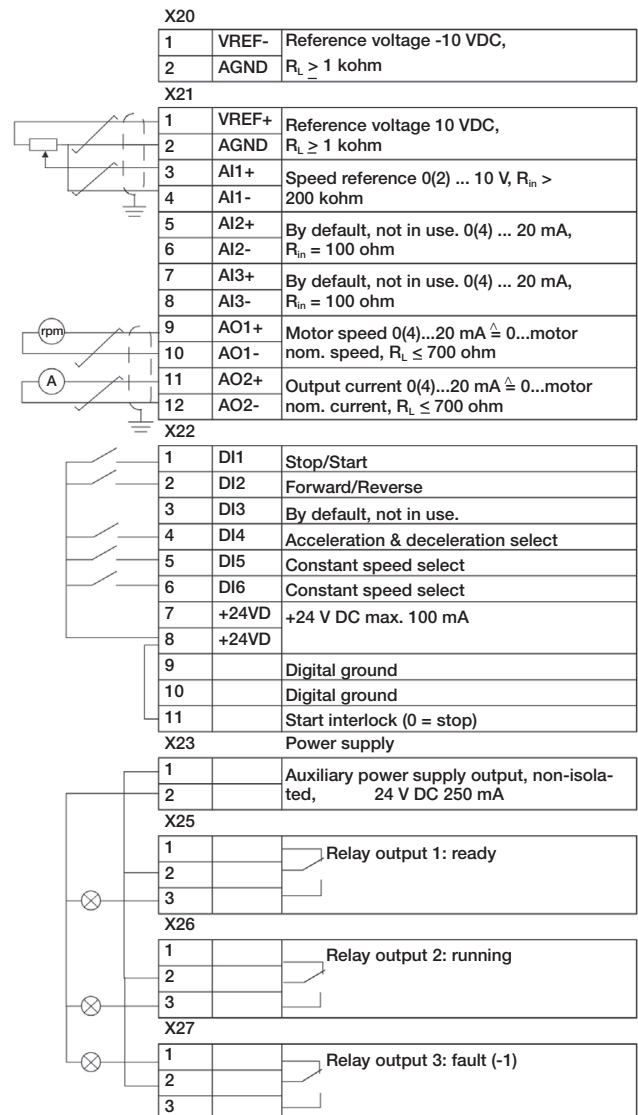 X20
1 VREF- Reference voltage -10 VDC,
2 AGND R_L ≥ 1 kohm
X21
1 VREF+ Reference voltage 10 VDC,
2 AGND R_L ≥ 1 kohm
3 AI1+ Speed reference 0(2) ... 10 V, R_in >
4 AI1- 200 kohm
5 AI2+ By default, not in use. 0(4) ... 20 mA,
6 AI2- R_in = 100 ohm
7 AI3+ By default, not in use. 0(4) ... 20 mA,
8 AI3- R_in = 100 ohm
rpm 9 AO1+ Motor speed 0(4)...20 mA ≙ 0...motor
10 AO1- nom. speed, R_L ≤ 700 ohm
A 11 AO2+ Output current 0(4)...20 mA ≙ 0...motor
12 AO2- nom. current, R_L ≤ 700 ohm
X22
1 DI1 Stop/Start
2 DI2 Forward/Reverse
3 DI3 By default, not in use.
4 DI4 Acceleration & deceleration select
5 DI5 Constant speed select
6 DI6 Constant speed select
7 +24VD +24 V DC max. 100 mA
8 +24VD
9 Digital ground
10 Digital ground
11 Start interlock (0 = stop)
X23 Power supply
1 Auxiliary power supply output, non-isola-
2 ted, 24 V DC 250 mA
X25
1 Relay output 1: ready
2
3
X26
1 Relay output 2: running
2
3
X27
1 Relay output 3: fault (-1)
2
3